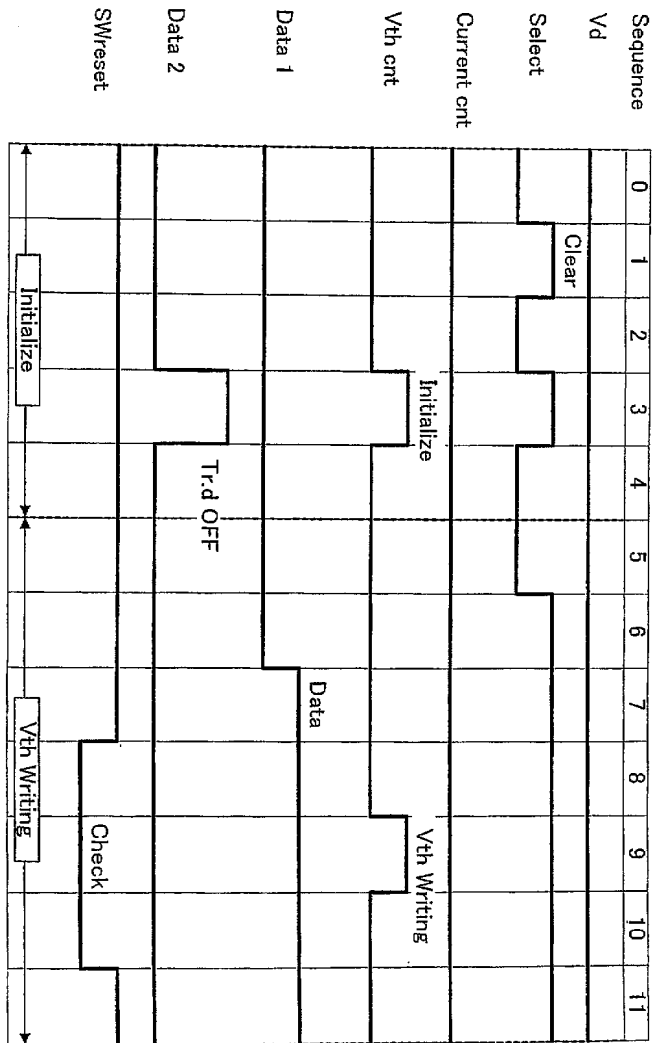 Sequence 0 1 2 3 4 5 6 7 8 9 10 11
Vd
Clear
Select
Current cnt
Initialize
Vth Writing
Vth cnt
Data
Data 1
Tr.d OFF
Data 2
Check
SWreset
Initialize
Vth Writing